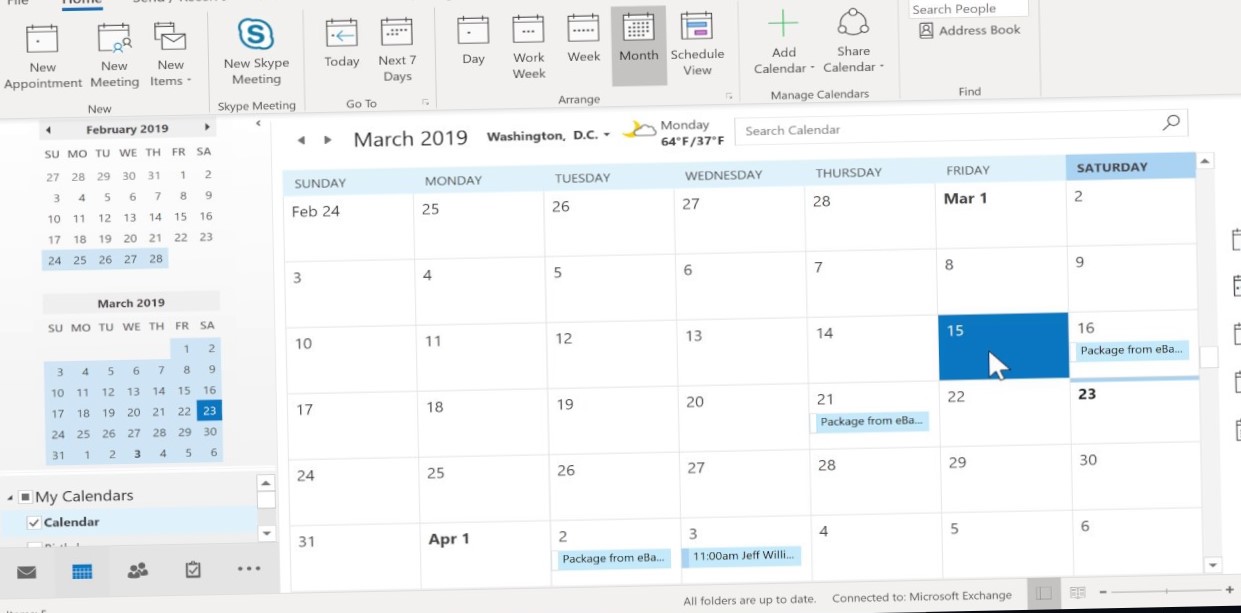 File Home Send / Receive
New Appointment
New Meeting
New Items
New
New Skype Meeting
Skype Meeting
Today
Next 7 Days
Go To
Day
Work Week
Week
Month
Schedule View
Arrange
Add Calendar
Share Calendar
Manage Calendars
Search People
Address Book
Find
February 2019
SU MO TU WE TH FR SA
27 28 29 30 31 1 2
3 4 5 6 7 8 9
10 11 12 13 14 15 16
17 18 19 20 21 22 23
24 25 26 27 28
March 2019
SU MO TU WE TH FR SA
1 2
3 4 5 6 7 8 9
10 11 12 13 14 15 16
17 18 19 20 21 22 23
24 25 26 27 28 29 30
31 1 2 3 4 5 6
My Calendars
Calendar
March 2019 Washington, D.C. Monday
64°F/37°F
Search Calendar
SUNDAY MONDAY TUESDAY WEDNESDAY THURSDAY FRIDAY SATURDAY
Feb 24 25 26 27 28 Mar 1 2
3 4 5 6 7 8 9
10 11 12 13 14 15 16
Package from eBa...
17 18 19 20 21 22 23
Package from eBa...
24 25 26 27 28 29 30
31 Apr 1 2 3 4 5 6
Package from eBa... 11:00am Jeff Willi...
All folders are up to date. Connected to: Microsoft Exchange